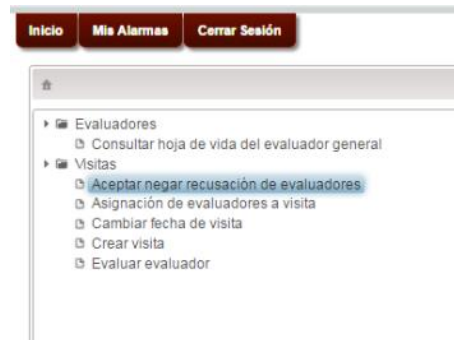 Inicio Mis Alarmas Cerrar Sesión
Evaluadores
Consultar hoja de vida del evaluador general
Visitas
Aceptar negar recusación de evaluadores
Asignación de evaluadores a visita
Cambiar fecha de visita
Crear visita
Evaluar evaluador